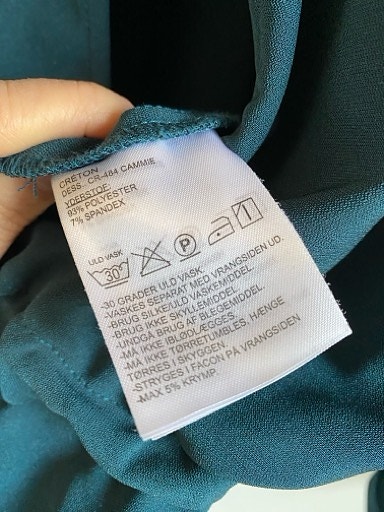 CRETON
DESS. CR-484 CAMMIE
YDERSTOF:
93% POLYESTER
7% SPANDEX
ULD VASK
30
P
-30 GRADER ULD VASK.
-VASKES SEPARAT MED VRANGSIDEN UD.
-BRUG SILKE/ULD VASKEMIDDEL.
-MÅ IKKE SKYLLEMIDDEL.
-UNDGÅ BRUG AF BLEGEMIDDEL.
-MÅ IKKE IBLØDLÆGGES.
-MÅ IKKE TØRRETUMBLES, HÆNGE
TØRRES I SKYGGEN.
-STRYGES I FACON PÅ VRANGSIDEN
-MAX 5% KRYMP.